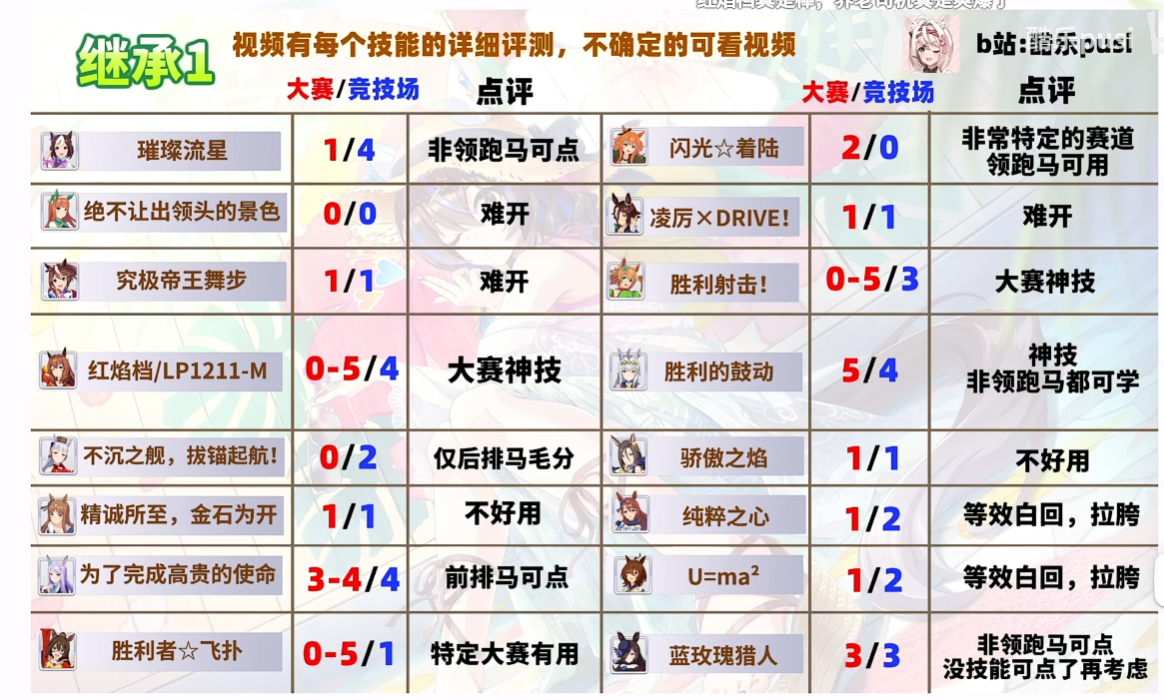 继承1
视频有每个技能的详细评测，不确定的可看视频
b站:酷乐pusi
大赛/竞技场 点评 大赛/竞技场 点评
璀璨流星 1/4 非领跑马可点 闪光☆着陆 2/0 非常特定的赛道
领跑马可用
绝不让出领头的景色 0/0 难开 凌厉×DRIVE! 1/1 难开
究极帝王舞步 1/1 难开 胜利射击! 0-5/3 大赛神技
红焰档/LP1211-M 0-5/4 大赛神技 胜利的鼓动 5/4 神技
非领跑马都可学
不沉之舰，拔锚起航! 0/2 仅后排马毛分 骄傲之焰 1/1 不好用
精诚所至，金石为开 1/1 不好用 纯粹之心 1/2 等效白回，拉胯
为了完成高贵的使命 3-4/4 前排马可点 U=ma² 1/2 等效白回，拉胯
胜利者☆飞扑 0-5/1 特定大赛有用 蓝玫瑰猎人 3/3 非领跑马可点
没技能可点了再考虑